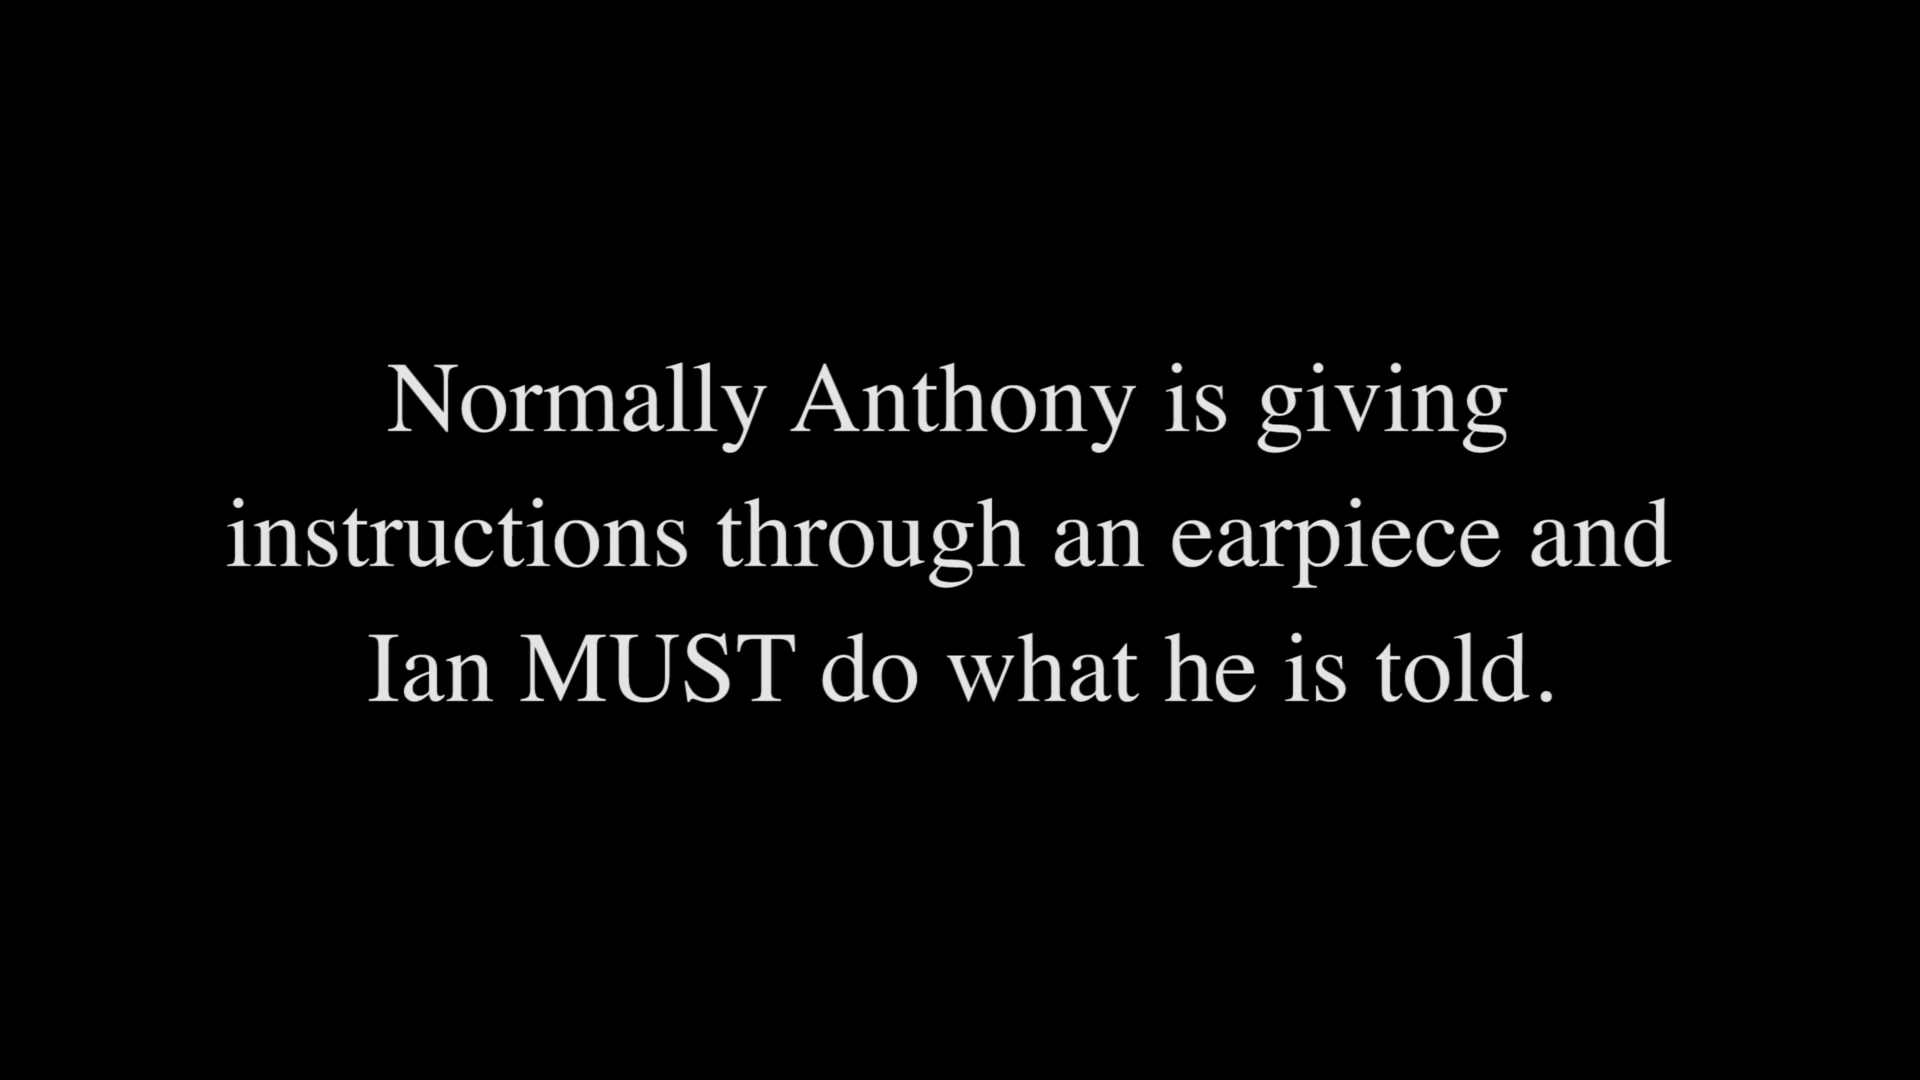 Normally Anthony is giving
instructions through an earpiece and
Ian MUST do what he is told.